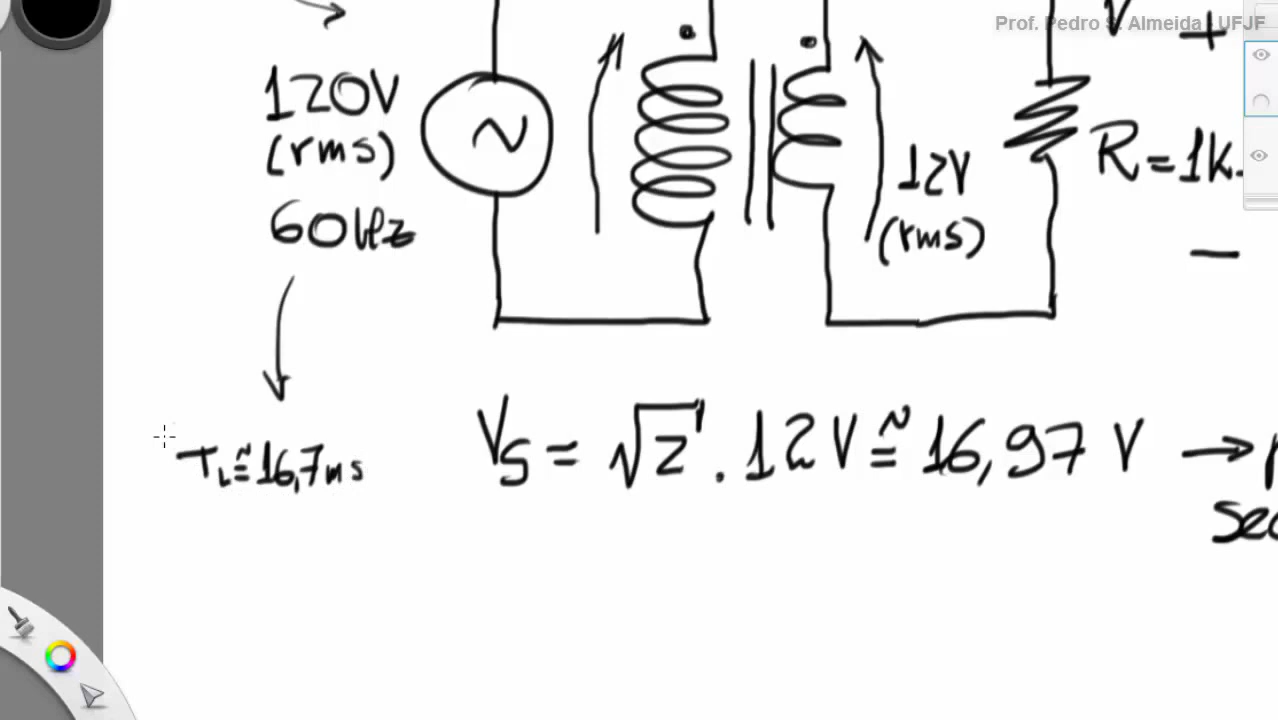 Prof. Pedro S. Almeida - UFJF
120V
(rms)
60Hz
12V
(rms)
V
+
R = 1k
−
T_L ≅ 16,7ms
V_S = √2 . 12V ≅ 16,97 V →